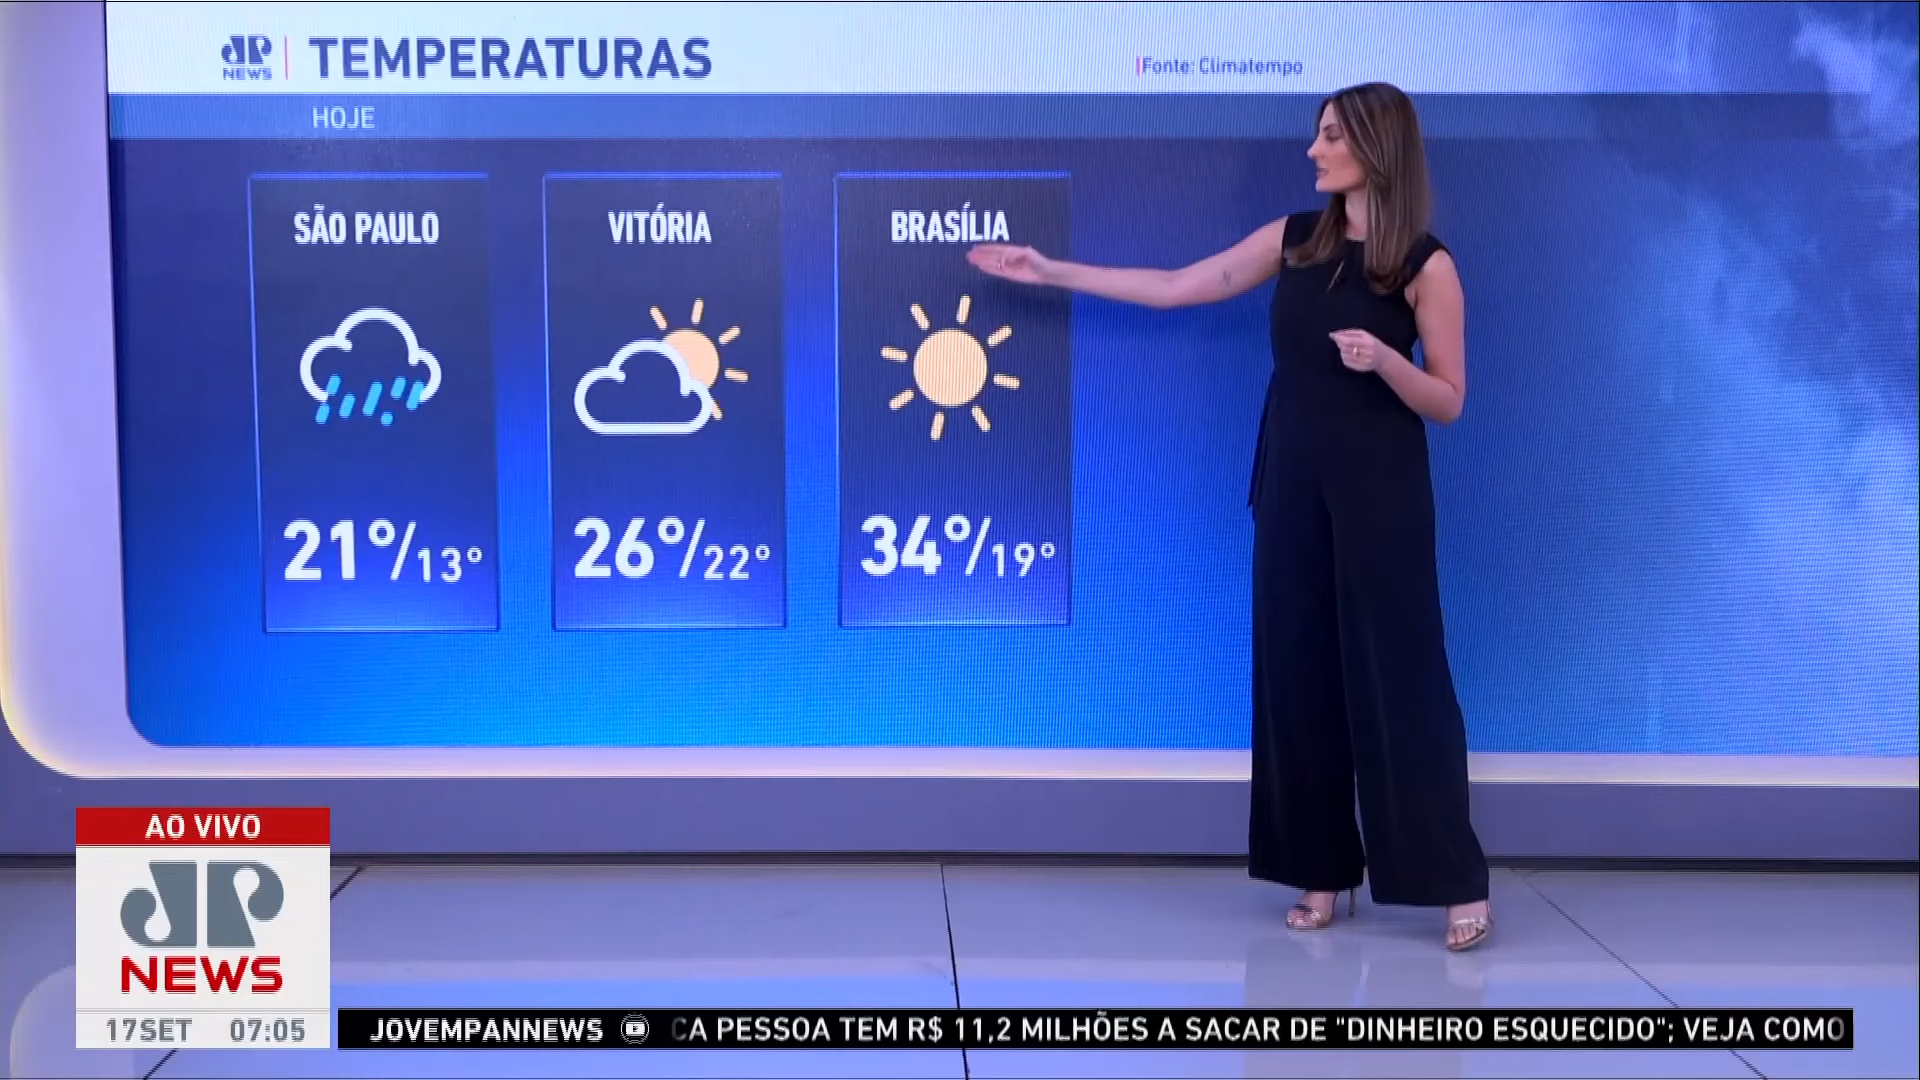 JP NEWS
TEMPERATURAS
Fonte: Climatempo
HOJE
SÃO PAULO
21°/13°
VITÓRIA
26°/22°
BRASÍLIA
34°/19°
AO VIVO
JP
NEWS
17SET 07:05
JOVEMPANNEWS CA PESSOA TEM R$ 11,2 MILHÕES A SACAR DE "DINHEIRO ESQUECIDO"; VEJA COMO